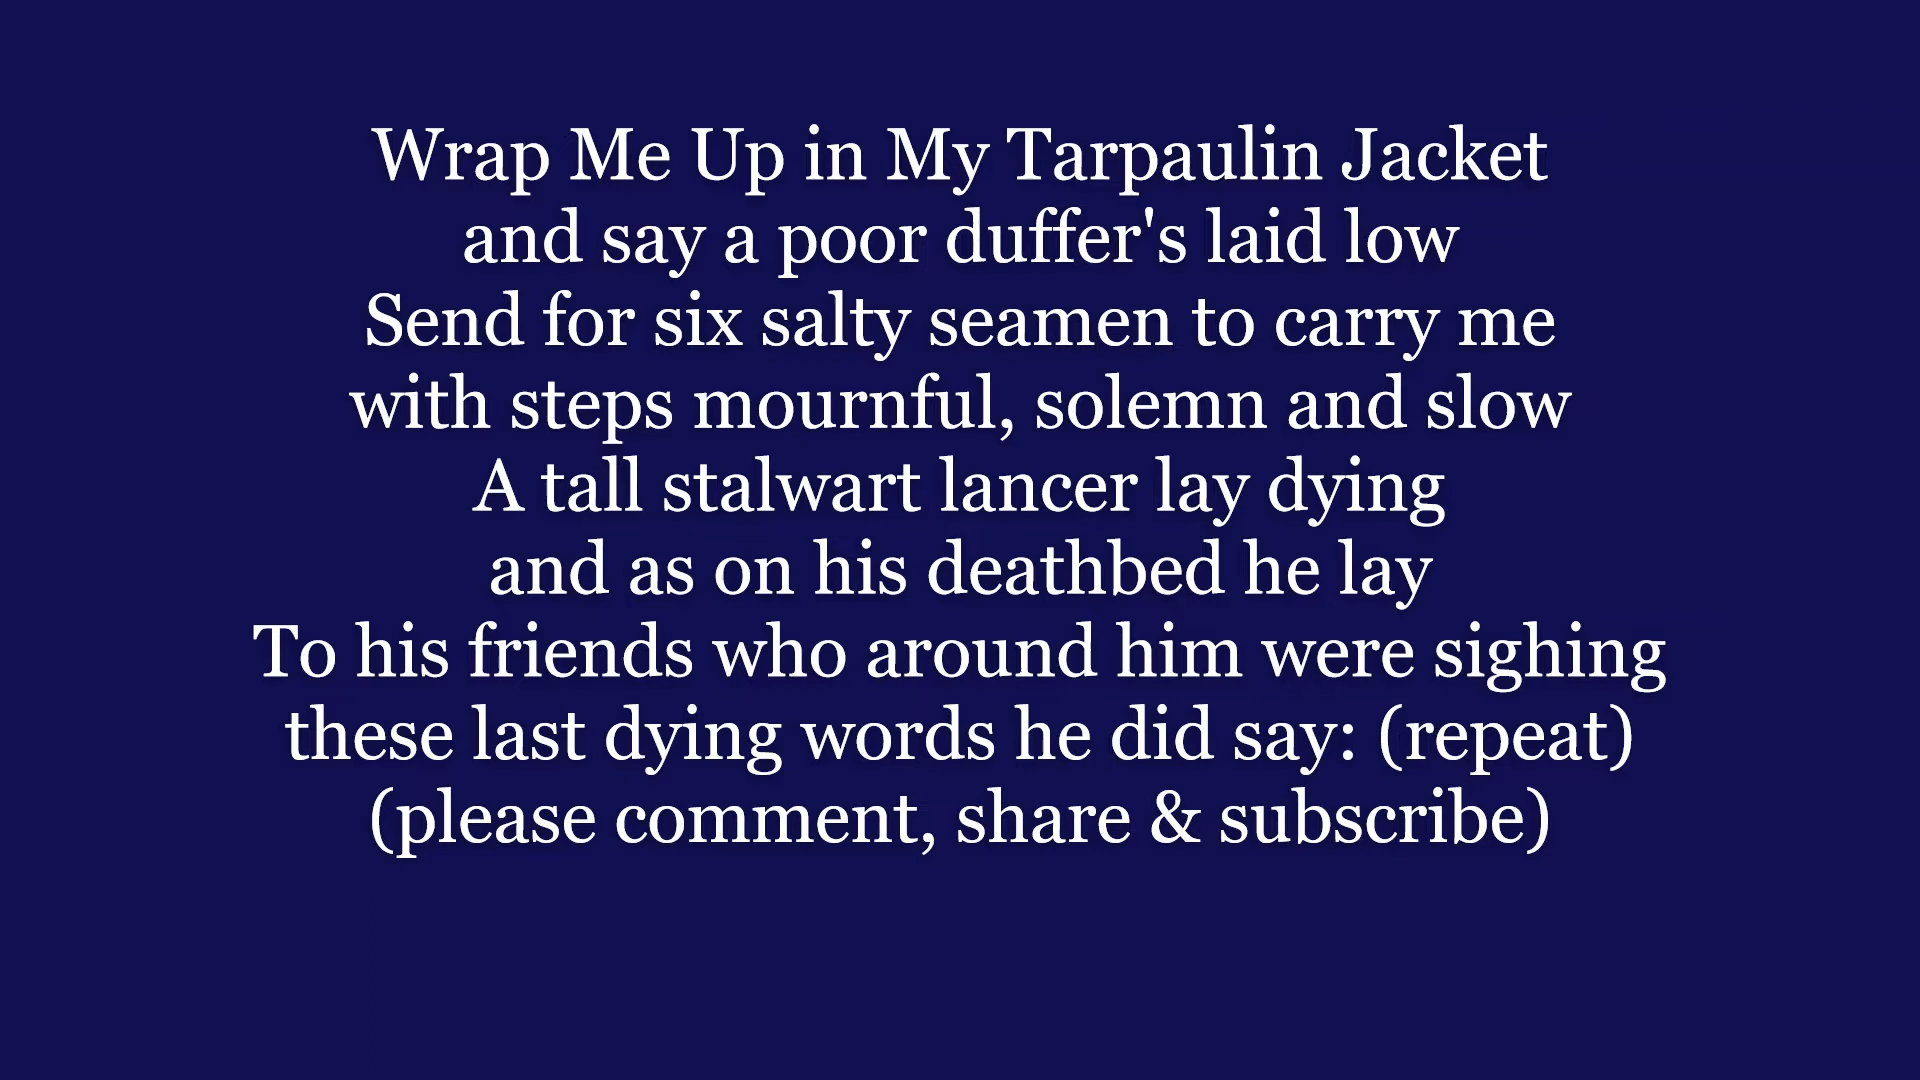 Wrap Me Up in My Tarpaulin Jacket
and say a poor duffer's laid low
Send for six salty seamen to carry me
with steps mournful, solemn and slow
A tall stalwart lancer lay dying
and as on his deathbed he lay
To his friends who around him were sighing
these last dying words he did say: (repeat)
(please comment, share & subscribe)